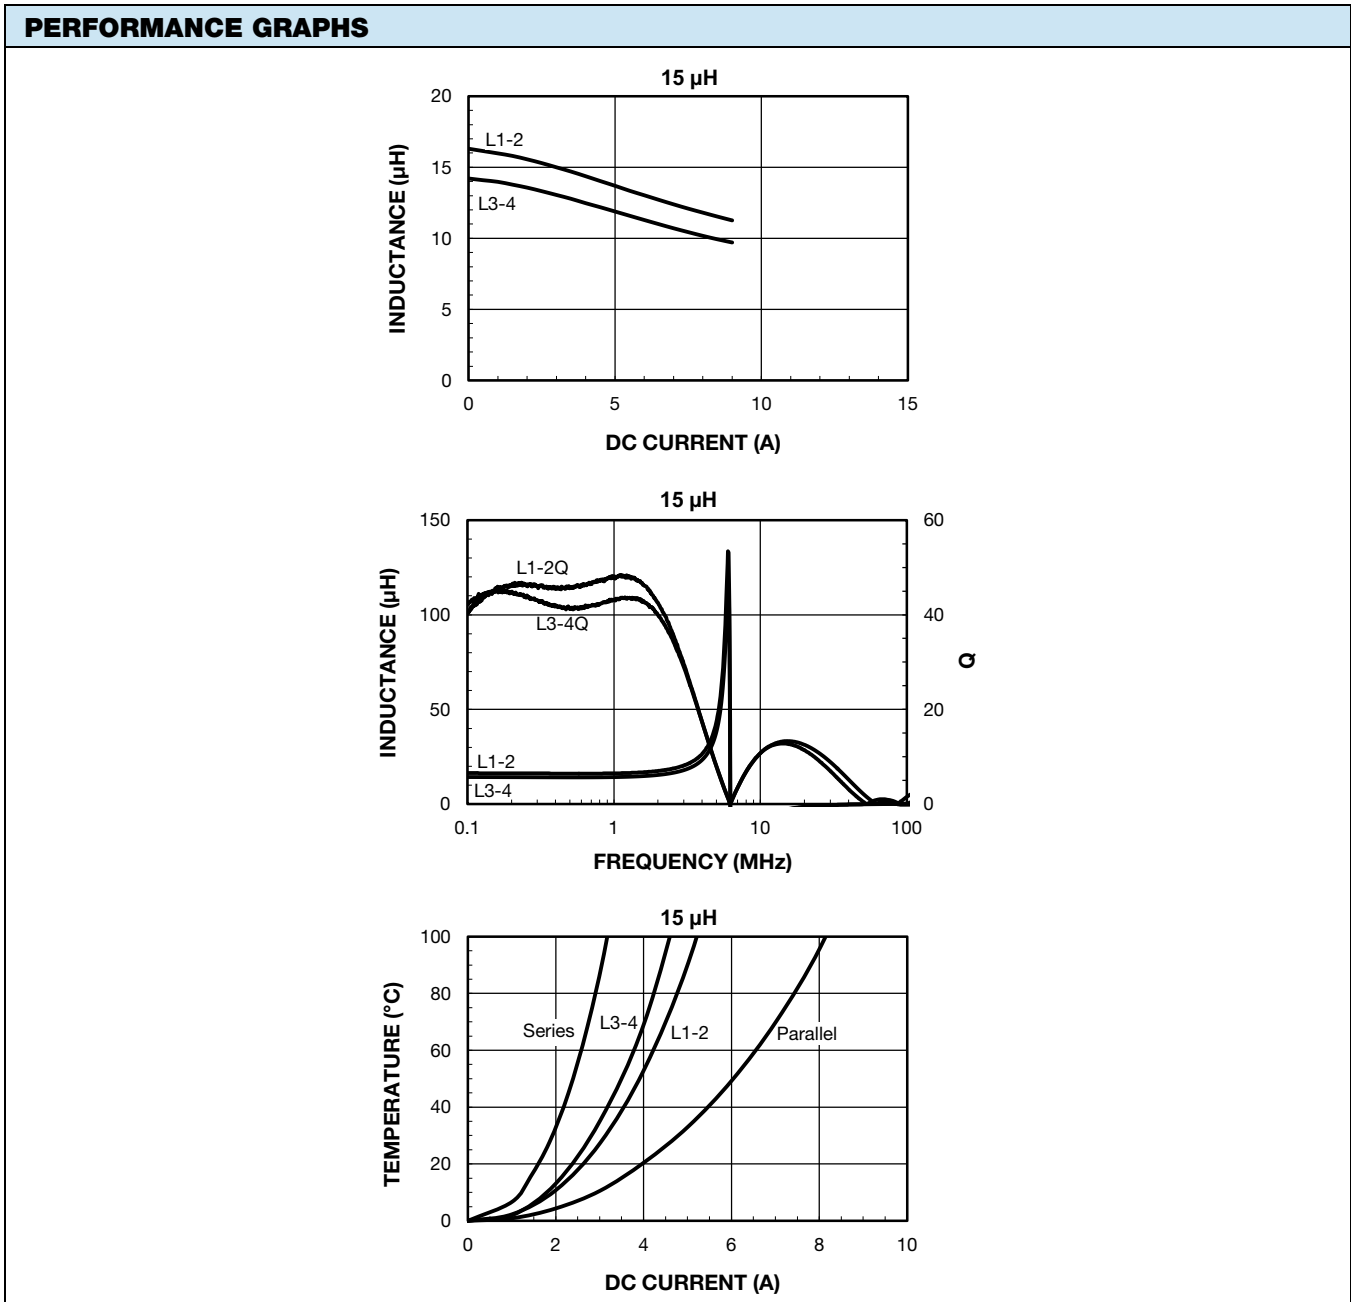 PERFORMANCE GRAPHS
15 µH
20
15
10
5
0
INDUCTANCE (µH)
L1-2
L3-4
0 5 10 15
DC CURRENT (A)
15 µH
150
100
50
0
INDUCTANCE (µH)
L1-2Q
L3-4Q
L1-2
L3-4
60
40
20
0
Q
0.1 1 10 100
FREQUENCY (MHz)
15 µH
100
80
60
40
20
0
TEMPERATURE (°C)
Series
L3-4
L1-2
Parallel
0 2 4 6 8 10
DC CURRENT (A)